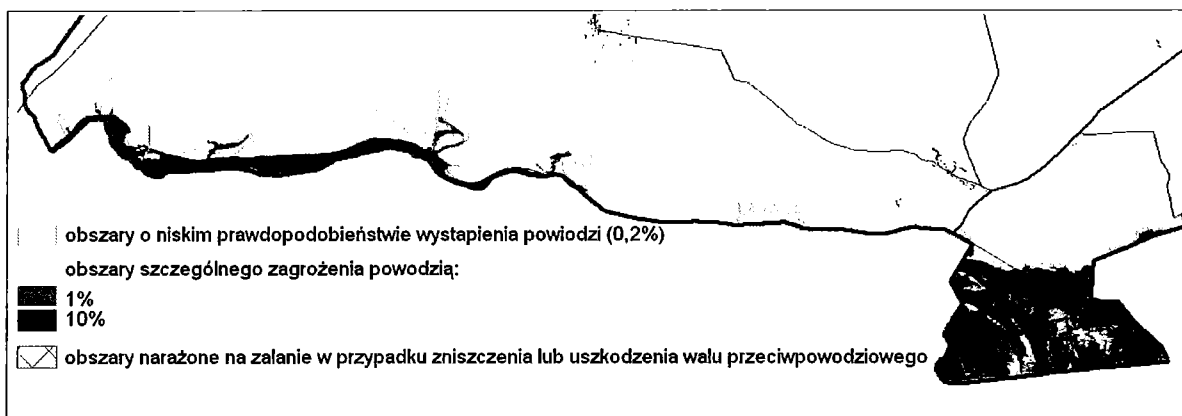 obszary o niskim prawdopodobieństwie wystąpienia powiodzi (0,2%)
obszary szczególnego zagrożenia powodzią:
1%
10%
obszary narażone na zalanie w przypadku zniszczenia lub uszkodzenia wału przeciwpowodziowego